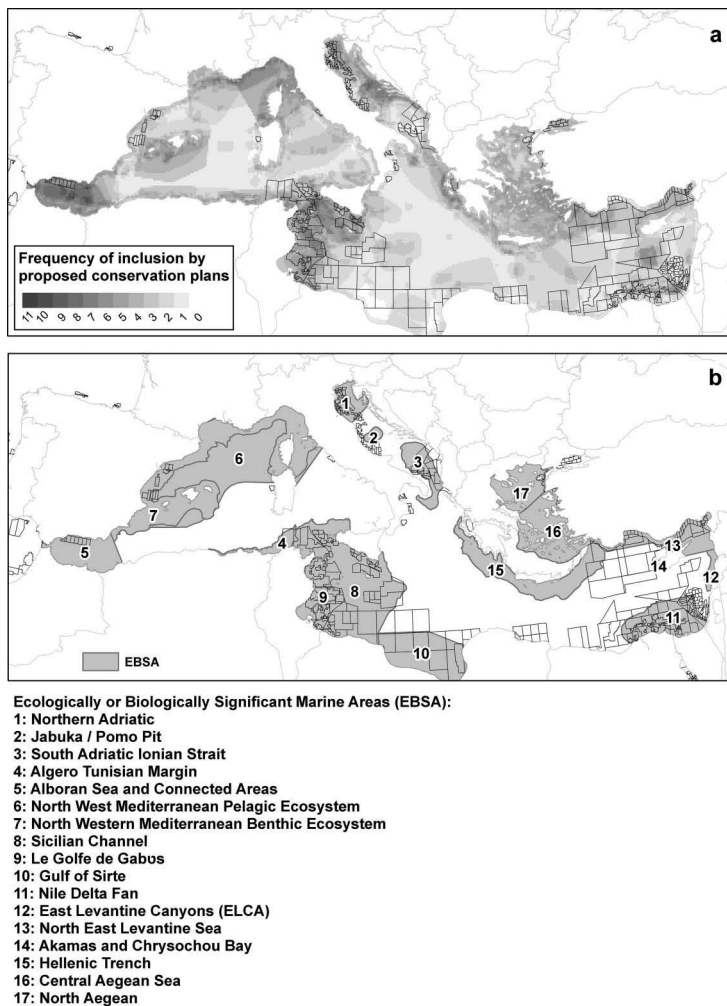 a
Frequency of inclusion by
proposed conservation plans
11 10 9 8 7 6 5 4 3 2 1 0
b
1
2
3
6
7
17
5
4
16
13
15
14
12
8
9
11
10
EBSA
Ecologically or Biologically Significant Marine Areas (EBSA):
1: Northern Adriatic
2: Jabuka / Pomo Pit
3: South Adriatic Ionian Strait
4: Algero Tunisian Margin
5: Alboran Sea and Connected Areas
6: North West Mediterranean Pelagic Ecosystem
7: North Western Mediterranean Benthic Ecosystem
8: Sicilian Channel
9: Le Golfe de Gabus
10: Gulf of Sirte
11: Nile Delta Fan
12: East Levantine Canyons (ELCA)
13: North East Levantine Sea
14: Akamas and Chrysochou Bay
15: Hellenic Trench
16: Central Aegean Sea
17: North Aegean